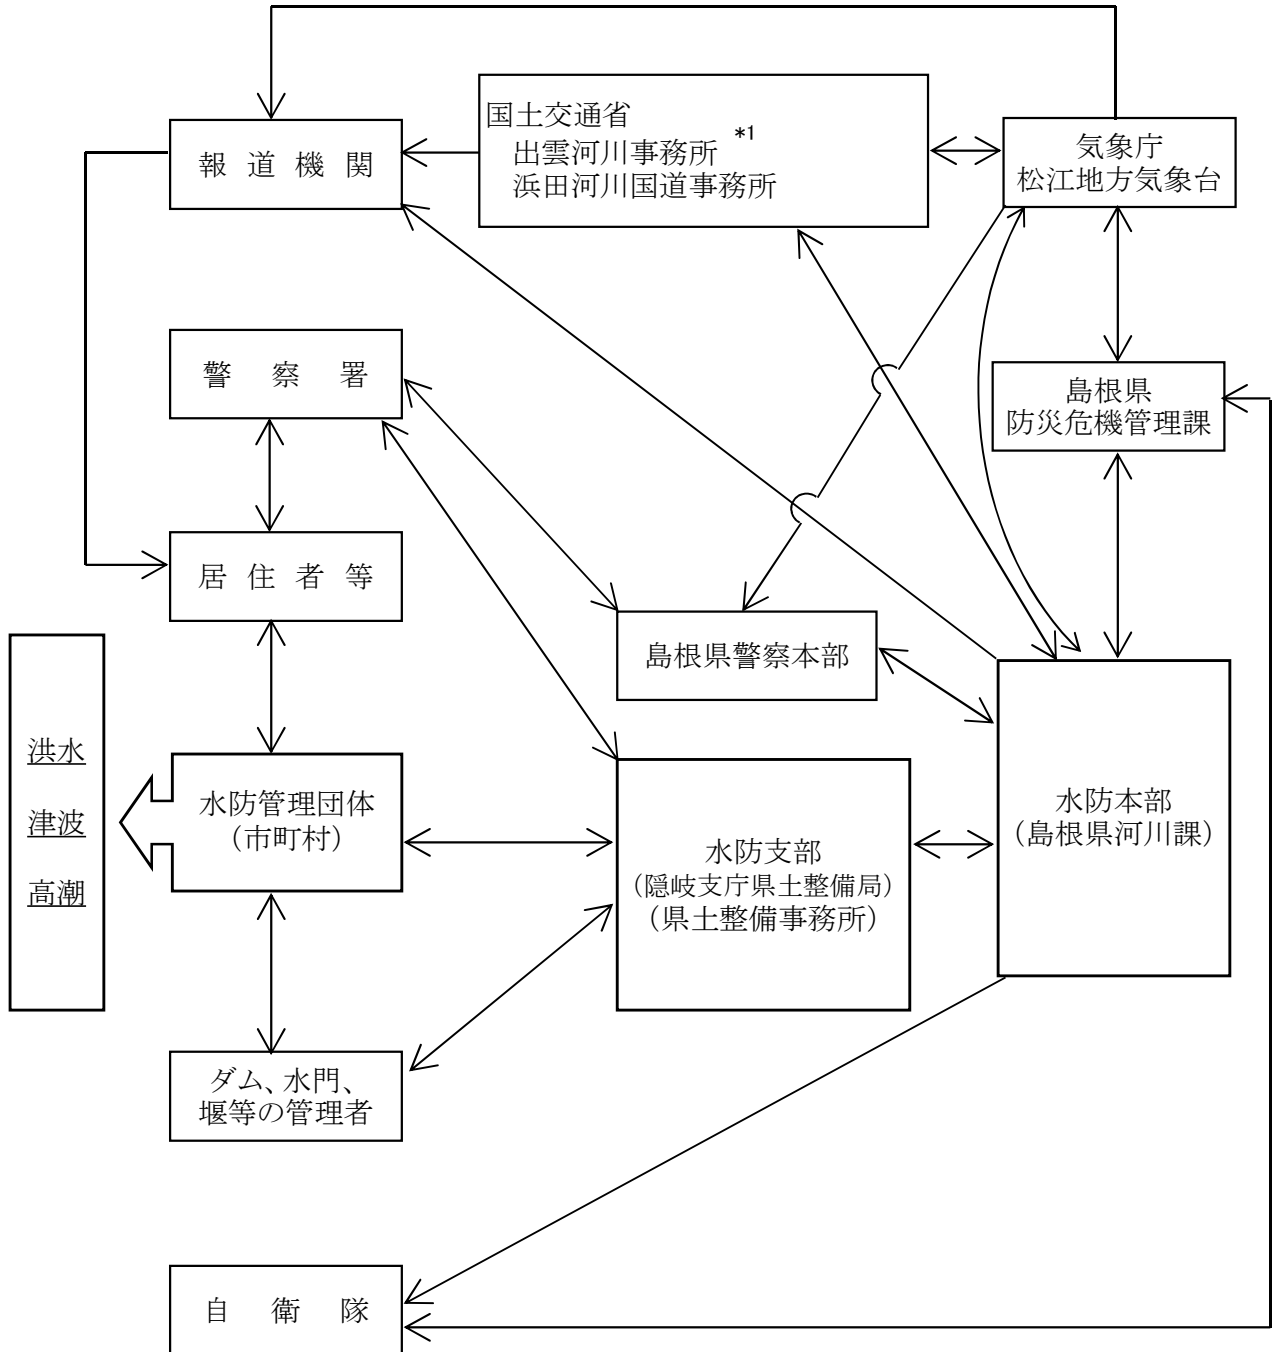 国土交通省
出雲河川事務所 *1
浜田河川国道事務所
気象庁
松江地方気象台
報道機関
警察署
島根県
防災危機管理課
居住者等
島根県警察本部
洪水
津波
高潮
水防管理団体
（市町村）
水防支部
（隠岐支庁県土整備局）
（県土整備事務所）
水防本部
（島根県河川課）
ダム、水門、
堰等の管理者
自衛隊